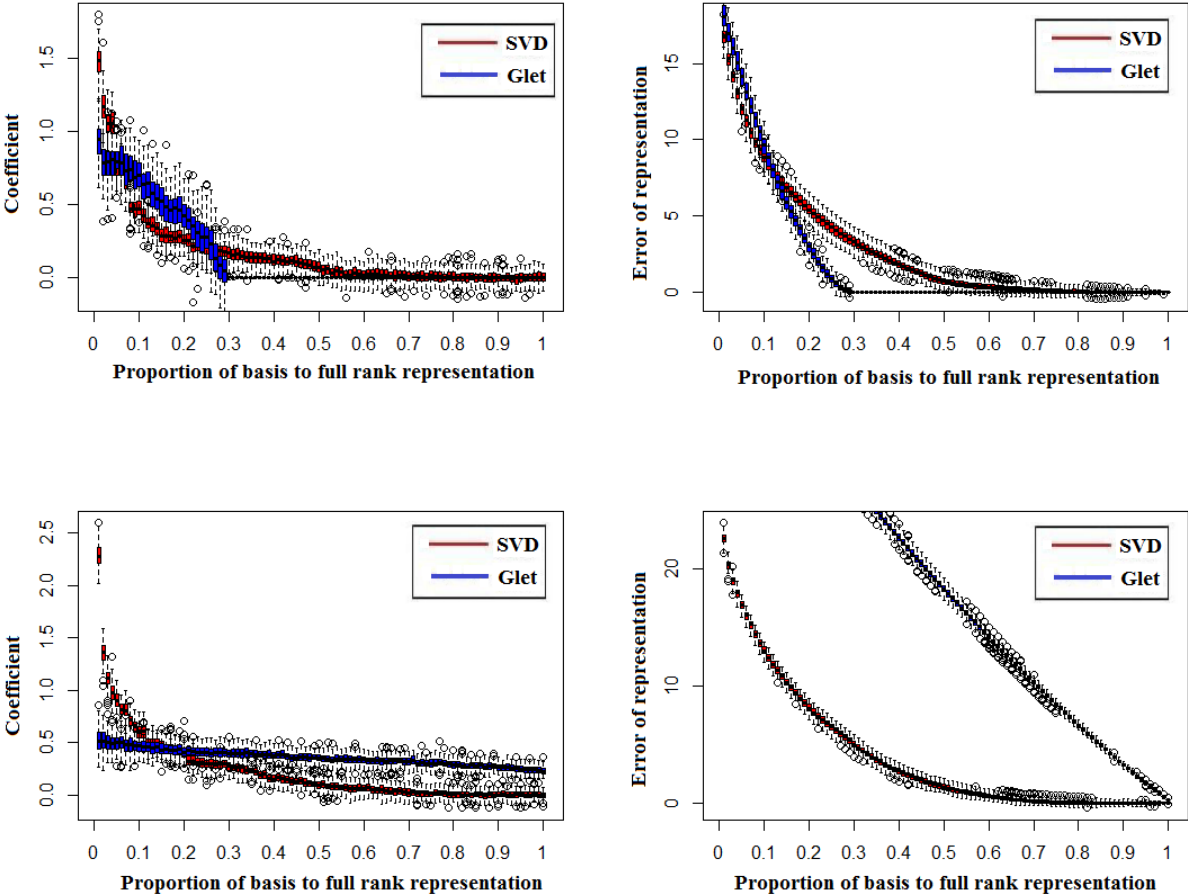 SVD
Glet
Coefficient
1.5
1.0
0.5
0.0
0 0.1 0.2 0.3 0.4 0.5 0.6 0.7 0.8 0.9 1
Proportion of basis to full rank representation
SVD
Glet
Error of representation
15
10
5
0
0 0.1 0.2 0.3 0.4 0.5 0.6 0.7 0.8 0.9 1
Proportion of basis to full rank representation
SVD
Glet
Coefficient
2.5
2.0
1.5
1.0
0.5
0.0
0 0.1 0.2 0.3 0.4 0.5 0.6 0.7 0.8 0.9 1
Proportion of basis to full rank representation
SVD
Glet
Error of representation
20
10
0
0 0.1 0.2 0.3 0.4 0.5 0.6 0.7 0.8 0.9 1
Proportion of basis to full rank representation